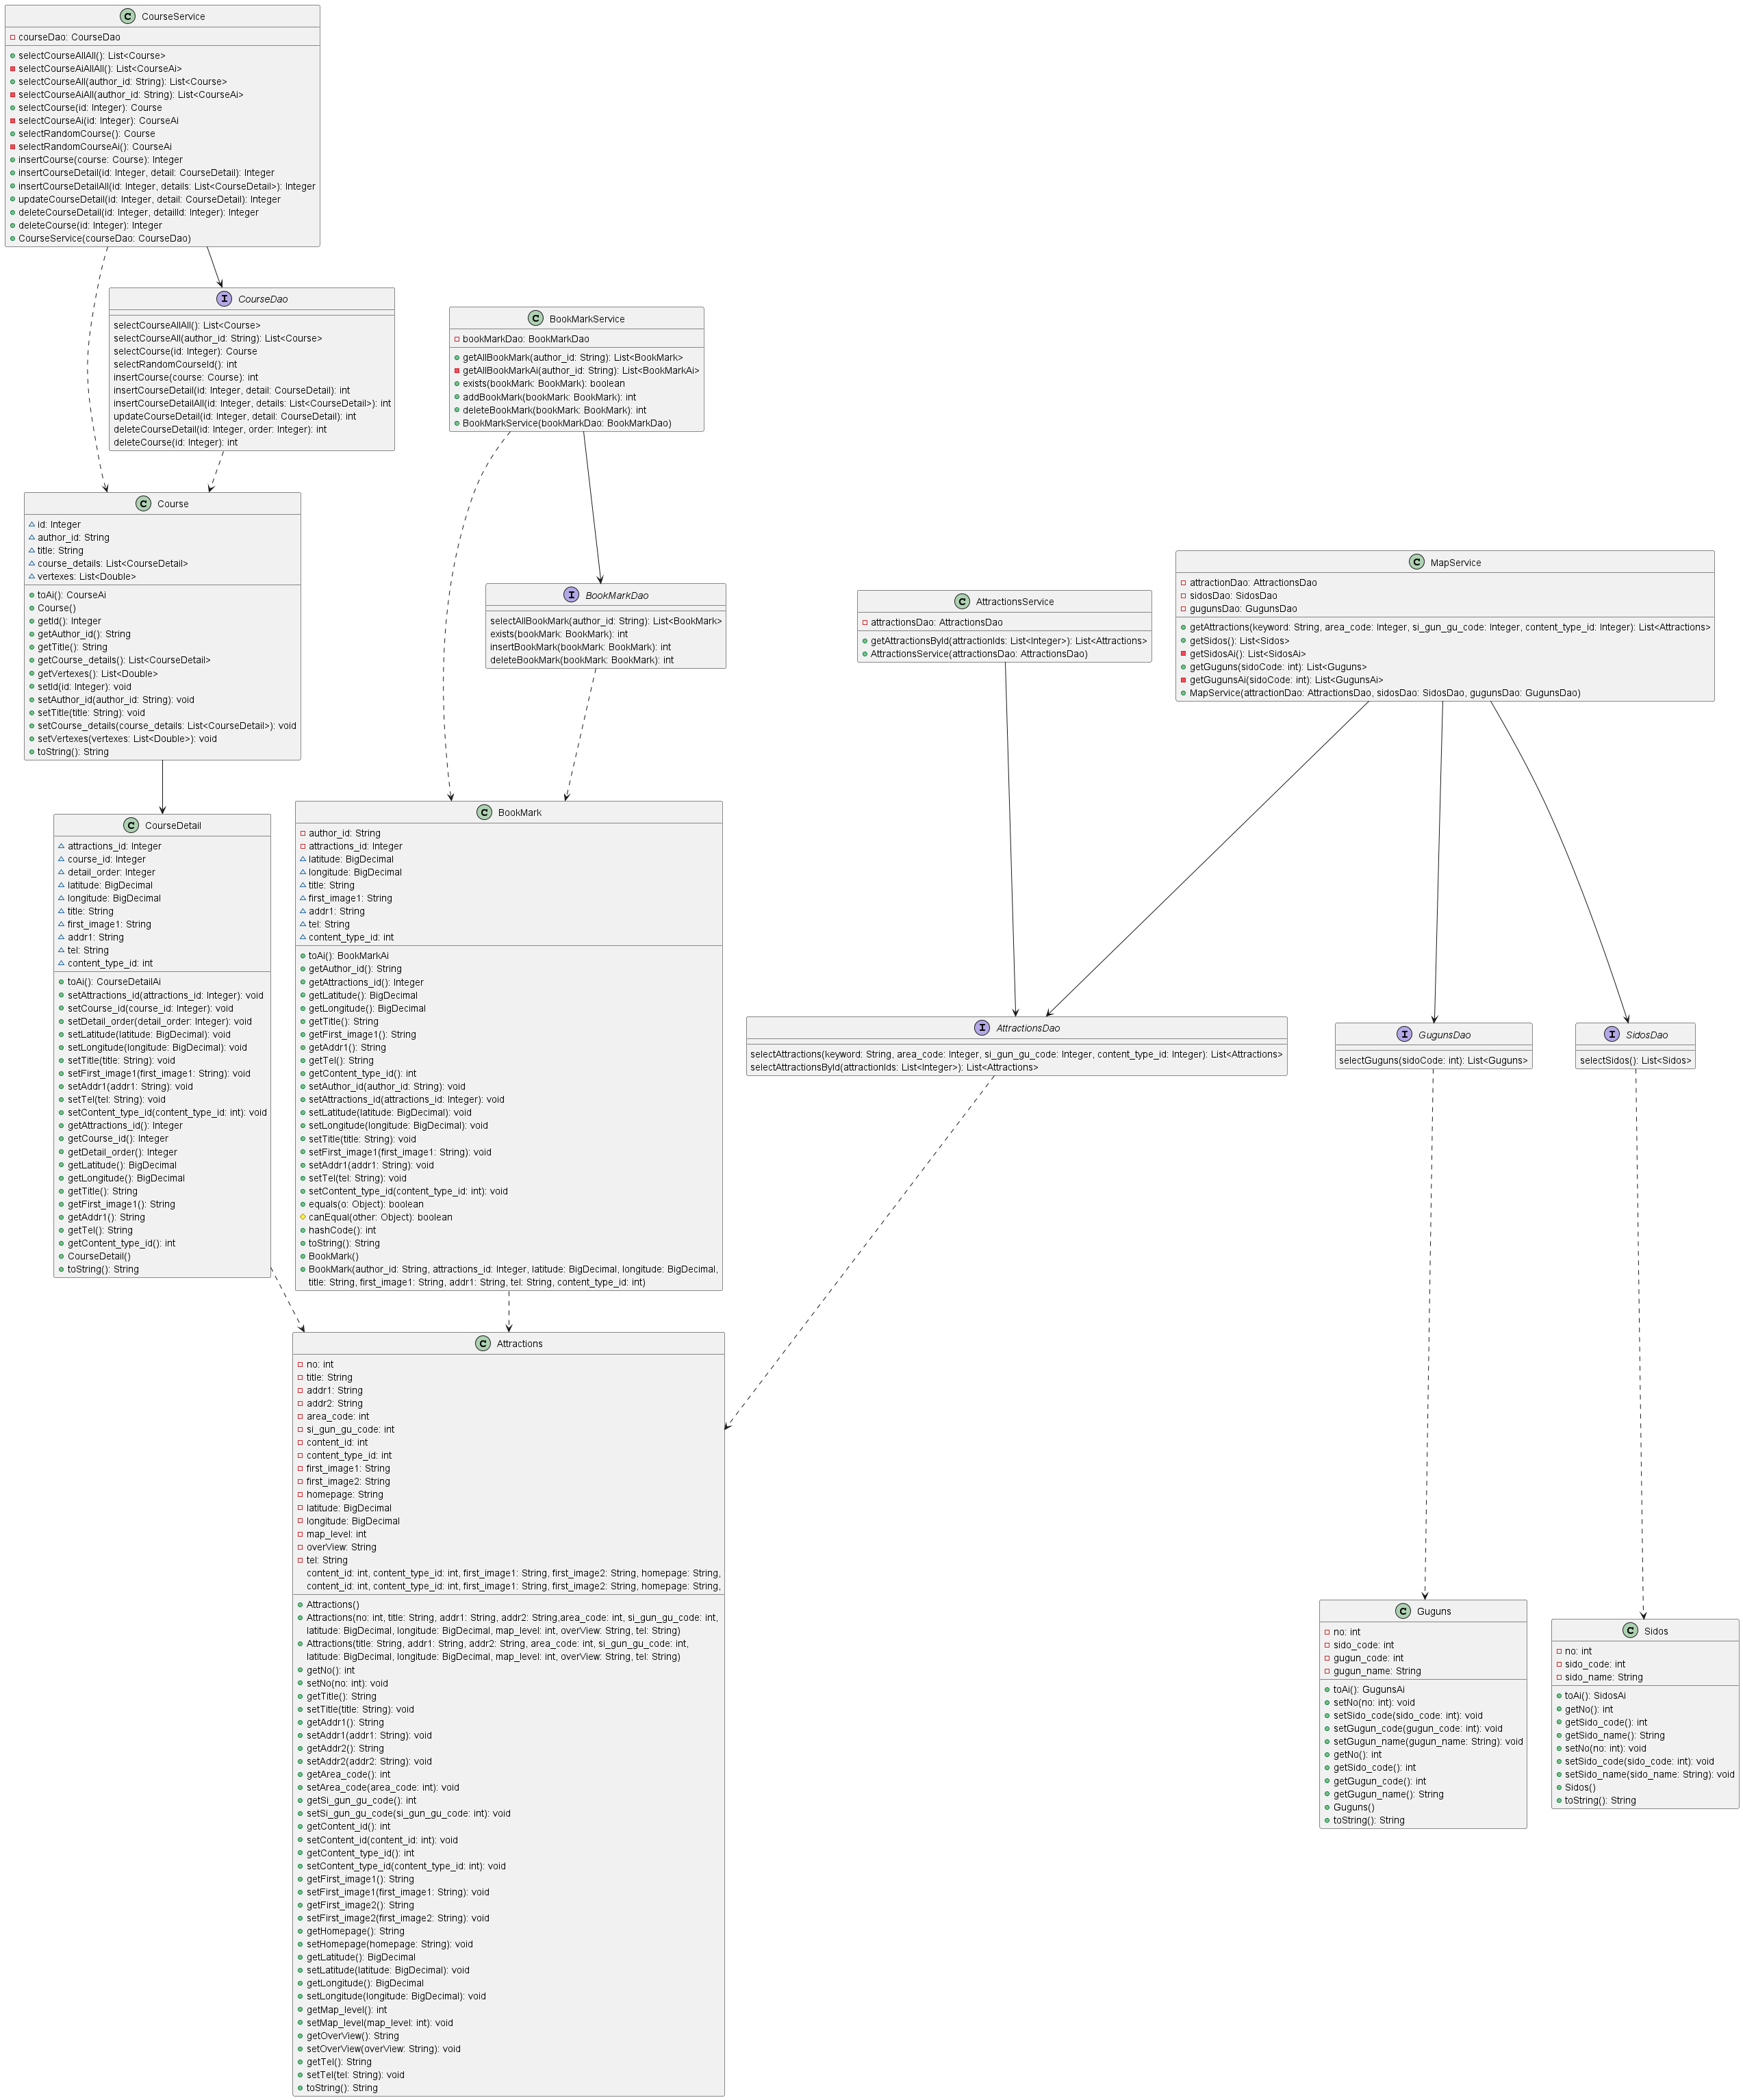 CourseService
courseDao: CourseDao
selectCourseAllAll(): List<Course>
selectCourseAiAllAll(): List<CourseAi>
selectCourseAll(author_id: String): List<Course>
selectCourseAiAll(author_id: String): List<CourseAi>
selectCourse(id: Integer): Course
selectCourseAi(id: Integer): CourseAi
selectRandomCourse(): Course
selectRandomCourseAi(): CourseAi
insertCourse(course: Course): Integer
insertCourseDetail(id: Integer, detail: CourseDetail): Integer
insertCourseDetailAll(id: Integer, details: List<CourseDetail>): Integer
updateCourseDetail(id: Integer, detail: CourseDetail): Integer
deleteCourseDetail(id: Integer, detailId: Integer): Integer
deleteCourse(id: Integer): Integer
CourseService(courseDao: CourseDao)
CourseDao
selectCourseAllAll(): List<Course>
selectCourseAll(author_id: String): List<Course>
selectCourse(id: Integer): Course
selectRandomCourseId(): int
insertCourse(course: Course): int
insertCourseDetail(id: Integer, detail: CourseDetail): int
insertCourseDetailAll(id: Integer, details: List<CourseDetail>): int
updateCourseDetail(id: Integer, detail: CourseDetail): int
deleteCourseDetail(id: Integer, order: Integer): int
deleteCourse(id: Integer): int
BookMarkService
bookMarkDao: BookMarkDao
getAllBookMark(author_id: String): List<BookMark>
getAllBookMarkAi(author_id: String): List<BookMarkAi>
exists(bookMark: BookMark): boolean
addBookMark(bookMark: BookMark): int
deleteBookMark(bookMark: BookMark): int
BookMarkService(bookMarkDao: BookMarkDao)
Course
id: Integer
author_id: String
title: String
course_details: List<CourseDetail>
vertexes: List<Double>
toAi(): CourseAi
Course()
getId(): Integer
getAuthor_id(): String
getTitle(): String
getCourse_details(): List<CourseDetail>
getVertexes(): List<Double>
setId(id: Integer): void
setAuthor_id(author_id: String): void
setTitle(title: String): void
setCourse_details(course_details: List<CourseDetail>): void
setVertexes(vertexes: List<Double>): void
toString(): String
BookMarkDao
selectAllBookMark(author_id: String): List<BookMark>
exists(bookMark: BookMark): int
insertBookMark(bookMark: BookMark): int
deleteBookMark(bookMark: BookMark): int
AttractionsService
attractionsDao: AttractionsDao
getAttractionsById(attractionIds: List<Integer>): List<Attractions>
AttractionsService(attractionsDao: AttractionsDao)
MapService
attractionDao: AttractionsDao
sidosDao: SidosDao
gugunsDao: GugunsDao
getAttractions(keyword: String, area_code: Integer, si_gun_gu_code: Integer, content_type_id: Integer): List<Attractions>
getSidos(): List<Sidos>
getSidosAi(): List<SidosAi>
getGuguns(sidoCode: int): List<Guguns>
getGugunsAi(sidoCode: int): List<GugunsAi>
MapService(attractionDao: AttractionsDao, sidosDao: SidosDao, gugunsDao: GugunsDao)
CourseDetail
attractions_id: Integer
course_id: Integer
detail_order: Integer
latitude: BigDecimal
longitude: BigDecimal
title: String
first_image1: String
addr1: String
tel: String
content_type_id: int
toAi(): CourseDetailAi
setAttractions_id(attractions_id: Integer): void
setCourse_id(course_id: Integer): void
setDetail_order(detail_order: Integer): void
setLatitude(latitude: BigDecimal): void
setLongitude(longitude: BigDecimal): void
setTitle(title: String): void
setFirst_image1(first_image1: String): void
setAddr1(addr1: String): void
setTel(tel: String): void
setContent_type_id(content_type_id: int): void
getAttractions_id(): Integer
getCourse_id(): Integer
getDetail_order(): Integer
getLatitude(): BigDecimal
getLongitude(): BigDecimal
getTitle(): String
getFirst_image1(): String
getAddr1(): String
getTel(): String
getContent_type_id(): int
CourseDetail()
toString(): String
BookMark
author_id: String
attractions_id: Integer
latitude: BigDecimal
longitude: BigDecimal
title: String
first_image1: String
addr1: String
tel: String
content_type_id: int
toAi(): BookMarkAi
getAuthor_id(): String
getAttractions_id(): Integer
getLatitude(): BigDecimal
getLongitude(): BigDecimal
getTitle(): String
getFirst_image1(): String
getAddr1(): String
getTel(): String
getContent_type_id(): int
setAuthor_id(author_id: String): void
setAttractions_id(attractions_id: Integer): void
setLatitude(latitude: BigDecimal): void
setLongitude(longitude: BigDecimal): void
setTitle(title: String): void
setFirst_image1(first_image1: String): void
setAddr1(addr1: String): void
setTel(tel: String): void
setContent_type_id(content_type_id: int): void
equals(o: Object): boolean
canEqual(other: Object): boolean
hashCode(): int
toString(): String
BookMark()
BookMark(author_id: String, attractions_id: Integer, latitude: BigDecimal, longitude: BigDecimal,
title: String, first_image1: String, addr1: String, tel: String, content_type_id: int)
AttractionsDao
selectAttractions(keyword: String, area_code: Integer, si_gun_gu_code: Integer, content_type_id: Integer): List<Attractions>
selectAttractionsById(attractionIds: List<Integer>): List<Attractions>
GugunsDao
selectGuguns(sidoCode: int): List<Guguns>
SidosDao
selectSidos(): List<Sidos>
Attractions
no: int
title: String
addr1: String
addr2: String
area_code: int
si_gun_gu_code: int
content_id: int
content_type_id: int
first_image1: String
first_image2: String
homepage: String
latitude: BigDecimal
longitude: BigDecimal
map_level: int
overView: String
tel: String
content_id: int, content_type_id: int, first_image1: String, first_image2: String, homepage: String,
content_id: int, content_type_id: int, first_image1: String, first_image2: String, homepage: String,
Attractions()
Attractions(no: int, title: String, addr1: String, addr2: String,area_code: int, si_gun_gu_code: int,
latitude: BigDecimal, longitude: BigDecimal, map_level: int, overView: String, tel: String)
Attractions(title: String, addr1: String, addr2: String, area_code: int, si_gun_gu_code: int,
latitude: BigDecimal, longitude: BigDecimal, map_level: int, overView: String, tel: String)
getNo(): int
setNo(no: int): void
getTitle(): String
setTitle(title: String): void
getAddr1(): String
setAddr1(addr1: String): void
getAddr2(): String
setAddr2(addr2: String): void
getArea_code(): int
setArea_code(area_code: int): void
getSi_gun_gu_code(): int
setSi_gun_gu_code(si_gun_gu_code: int): void
getContent_id(): int
setContent_id(content_id: int): void
getContent_type_id(): int
setContent_type_id(content_type_id: int): void
getFirst_image1(): String
setFirst_image1(first_image1: String): void
getFirst_image2(): String
setFirst_image2(first_image2: String): void
getHomepage(): String
setHomepage(homepage: String): void
getLatitude(): BigDecimal
setLatitude(latitude: BigDecimal): void
getLongitude(): BigDecimal
setLongitude(longitude: BigDecimal): void
getMap_level(): int
setMap_level(map_level: int): void
getOverView(): String
setOverView(overView: String): void
getTel(): String
setTel(tel: String): void
toString(): String
Guguns
no: int
sido_code: int
gugun_code: int
gugun_name: String
toAi(): GugunsAi
setNo(no: int): void
setSido_code(sido_code: int): void
setGugun_code(gugun_code: int): void
setGugun_name(gugun_name: String): void
getNo(): int
getSido_code(): int
getGugun_code(): int
getGugun_name(): String
Guguns()
toString(): String
Sidos
no: int
sido_code: int
sido_name: String
toAi(): SidosAi
getNo(): int
getSido_code(): int
getSido_name(): String
setNo(no: int): void
setSido_code(sido_code: int): void
setSido_name(sido_name: String): void
Sidos()
toString(): String